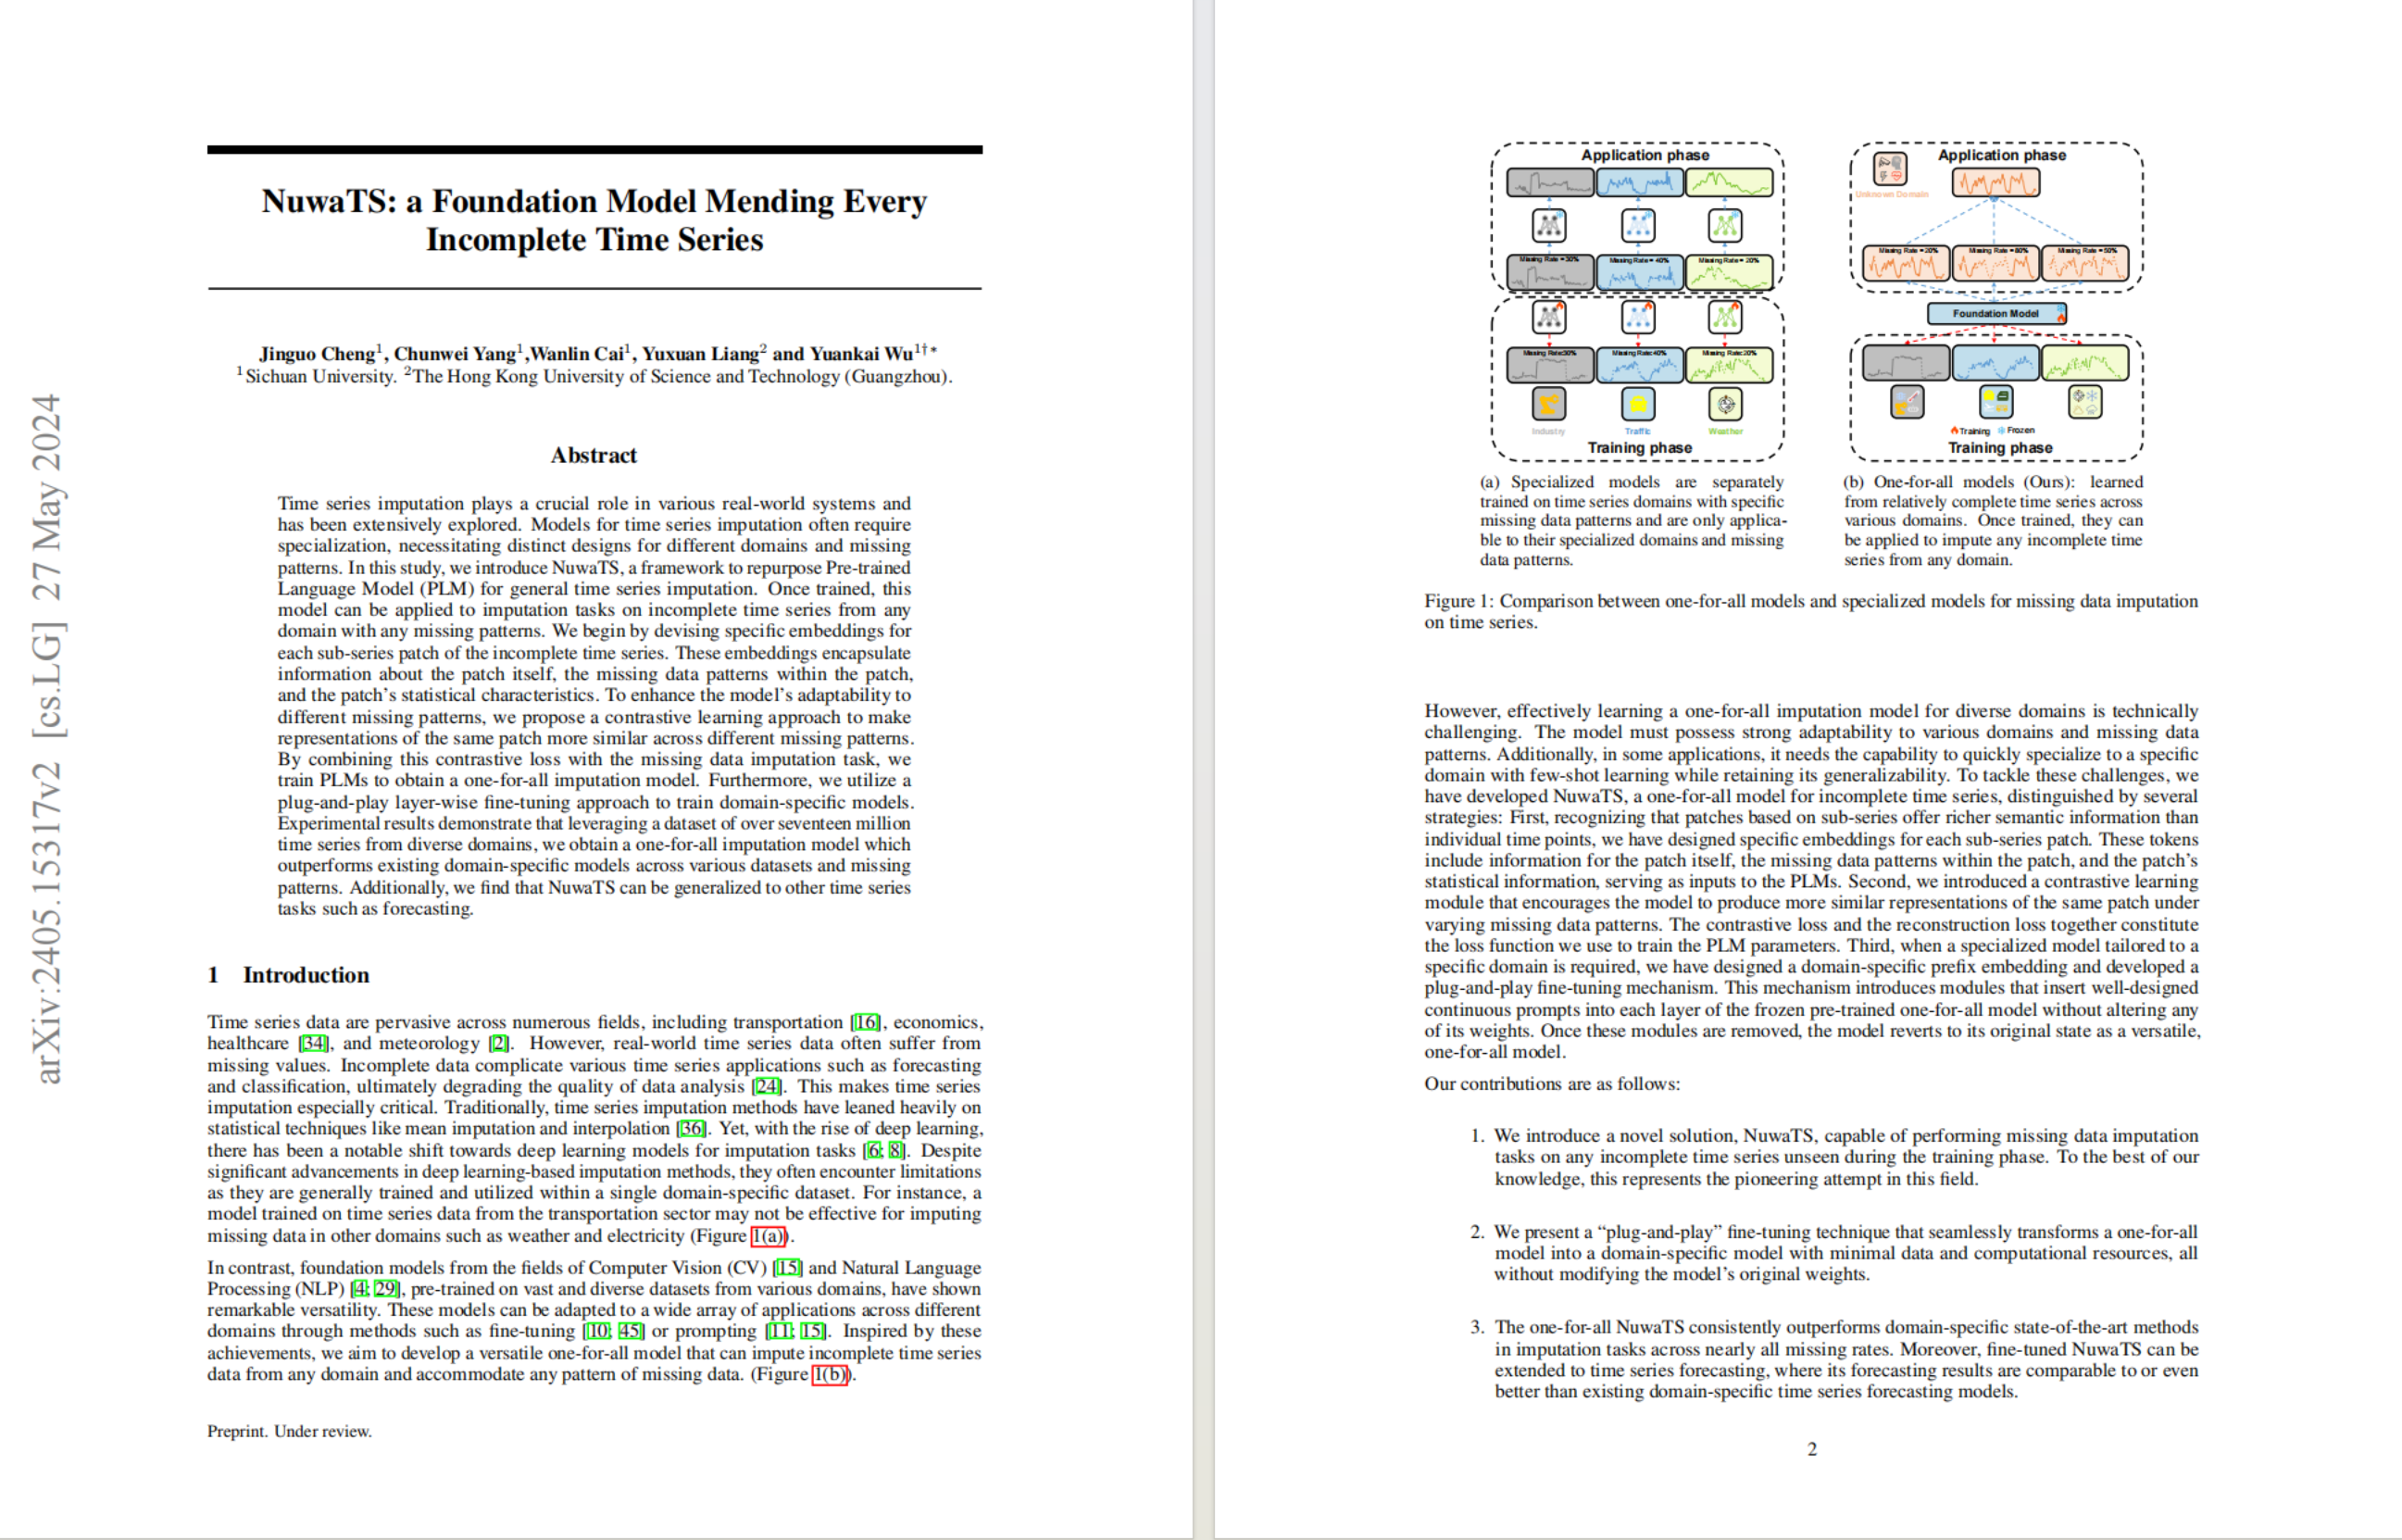 arXiv:2405.15317v2 [cs.LG] 27 May 2024
NuwaTS: a Foundation Model Mending Every
Incomplete Time Series
Jinguo Cheng¹, Chunwei Yang¹,Wanlin Cai¹, Yuxuan Liang² and Yuankai Wu¹†*
¹ Sichuan University. ²The Hong Kong University of Science and Technology (Guangzhou).
Abstract
Time series imputation plays a crucial role in various real-world systems and
has been extensively explored. Models for time series imputation often require
specialization, necessitating distinct designs for different domains and missing
patterns. In this study, we introduce NuwaTS, a framework to repurpose Pre-trained
Language Model (PLM) for general time series imputation. Once trained, this
model can be applied to imputation tasks on incomplete time series from any
domain with any missing patterns. We begin by devising specific embeddings for
each sub-series patch of the incomplete time series. These embeddings encapsulate
information about the patch itself, the missing data patterns within the patch,
and the patch's statistical characteristics. To enhance the model's adaptability to
different missing patterns, we propose a contrastive learning approach to make
representations of the same patch more similar across different missing patterns.
By combining this contrastive loss with the missing data imputation task, we
train PLMs to obtain a one-for-all imputation model. Furthermore, we utilize a
plug-and-play layer-wise fine-tuning approach to train domain-specific models.
Experimental results demonstrate that leveraging a dataset of over seventeen million
time series from diverse domains, we obtain a one-for-all imputation model which
outperforms existing domain-specific models across various datasets and missing
patterns. Additionally, we find that NuwaTS can be generalized to other time series
tasks such as forecasting.
1 Introduction
Time series data are pervasive across numerous fields, including transportation [16], economics,
healthcare [34], and meteorology [2]. However, real-world time series data often suffer from
missing values. Incomplete data complicate various time series applications such as forecasting
and classification, ultimately degrading the quality of data analysis [24]. This makes time series
imputation especially critical. Traditionally, time series imputation methods have leaned heavily on
statistical techniques like mean imputation and interpolation [36]. Yet, with the rise of deep learning,
there has been a notable shift towards deep learning models for imputation tasks [6; 8]. Despite
significant advancements in deep learning-based imputation methods, they often encounter limitations
as they are generally trained and utilized within a single domain-specific dataset. For instance, a
model trained on time series data from the transportation sector may not be effective for imputing
missing data in other domains such as weather and electricity (Figure 1(a)).
In contrast, foundation models from the fields of Computer Vision (CV) [15] and Natural Language
Processing (NLP) [4; 29], pre-trained on vast and diverse datasets from various domains, have shown
remarkable versatility. These models can be adapted to a wide array of applications across different
domains through methods such as fine-tuning [10; 45] or prompting [11; 15]. Inspired by these
achievements, we aim to develop a versatile one-for-all model that can impute incomplete time series
data from any domain and accommodate any pattern of missing data. (Figure 1(b)).
Preprint. Under review.
Application phase
Missing Rate = 30% Missing Rate = 40% Missing Rate = 20%
Missing Rate:30% Missing Rate:40% Missing Rate:20%
Industry Traffic Weather
Training phase
(a) Specialized models are separately
trained on time series domains with specific
missing data patterns and are only applica-
ble to their specialized domains and missing
data patterns.
Application phase
Unknown Domain
Missing Rate = 20% Missing Rate = 80% Missing Rate = 50%
Foundation Model
Training Frozen
Training phase
(b) One-for-all models (Ours): learned
from relatively complete time series across
various domains. Once trained, they can
be applied to impute any incomplete time
series from any domain.
Figure 1: Comparison between one-for-all models and specialized models for missing data imputation
on time series.
However, effectively learning a one-for-all imputation model for diverse domains is technically
challenging. The model must possess strong adaptability to various domains and missing data
patterns. Additionally, in some applications, it needs the capability to quickly specialize to a specific
domain with few-shot learning while retaining its generalizability. To tackle these challenges, we
have developed NuwaTS, a one-for-all model for incomplete time series, distinguished by several
strategies: First, recognizing that patches based on sub-series offer richer semantic information than
individual time points, we have designed specific embeddings for each sub-series patch. These tokens
include information for the patch itself, the missing data patterns within the patch, and the patch's
statistical information, serving as inputs to the PLMs. Second, we introduced a contrastive learning
module that encourages the model to produce more similar representations of the same patch under
varying missing data patterns. The contrastive loss and the reconstruction loss together constitute
the loss function we use to train the PLM parameters. Third, when a specialized model tailored to a
specific domain is required, we have designed a domain-specific prefix embedding and developed a
plug-and-play fine-tuning mechanism. This mechanism introduces modules that insert well-designed
continuous prompts into each layer of the frozen pre-trained one-for-all model without altering any
of its weights. Once these modules are removed, the model reverts to its original state as a versatile,
one-for-all model.
Our contributions are as follows:
1. We introduce a novel solution, NuwaTS, capable of performing missing data imputation
tasks on any incomplete time series unseen during the training phase. To the best of our
knowledge, this represents the pioneering attempt in this field.
2. We present a “plug-and-play” fine-tuning technique that seamlessly transforms a one-for-all
model into a domain-specific model with minimal data and computational resources, all
without modifying the model's original weights.
3. The one-for-all NuwaTS consistently outperforms domain-specific state-of-the-art methods
in imputation tasks across nearly all missing rates. Moreover, fine-tuned NuwaTS can be
extended to time series forecasting, where its forecasting results are comparable to or even
better than existing domain-specific time series forecasting models.
2